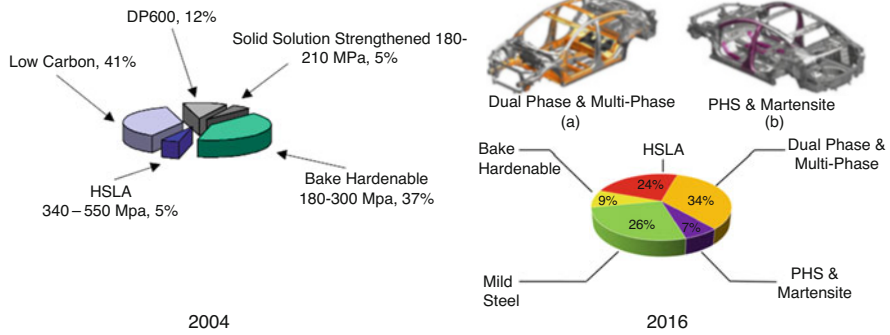 DP600, 12%
Solid Solution Strengthened 180-
210 MPa, 5%
Low Carbon, 41%
HSLA
340–550 Mpa, 5%
Bake Hardenable
180-300 MPa, 37%
2004
Dual Phase & Multi-Phase
(a)
PHS & Martensite
(b)
Bake
Hardenable
HSLA
Dual Phase &
Multi-Phase
24%
34%
9%
26%
7%
Mild
Steel
PHS &
Martensite
2016